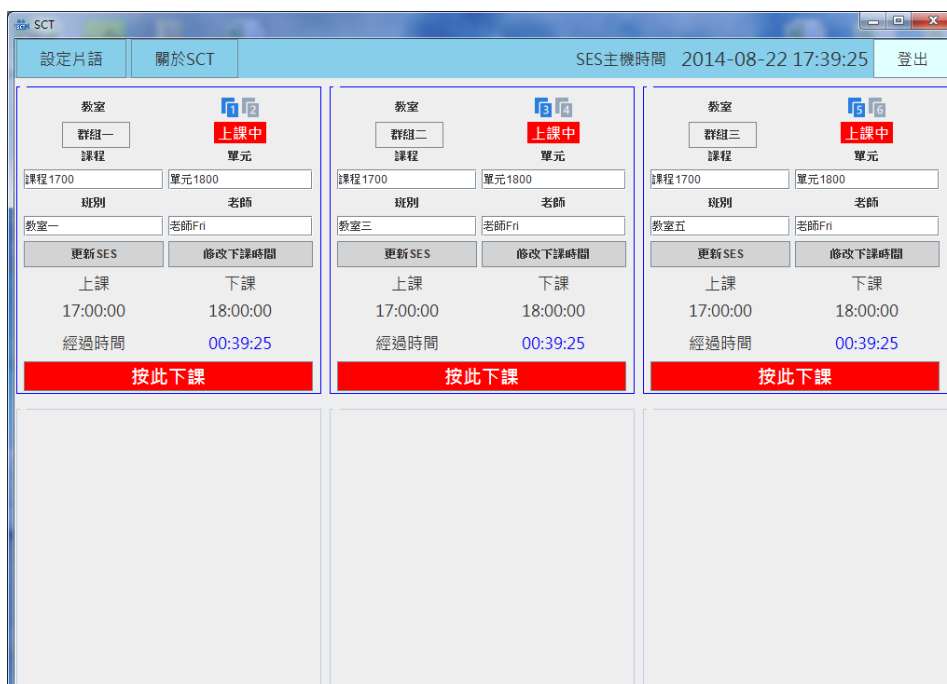 SCT
設定片語 關於SCT SES主機時間 2014-08-22 17:39:25 登出
教室 1 2 教室 3 4 教室 5 6
群組一 上課中 群組二 上課中 群組三 上課中
課程 單元 課程 單元 課程 單元
課程1700 單元1800 課程1700 單元1800 課程1700 單元1800
班別 老師 班別 老師 班別 老師
教室一 老師Fri 教室三 老師Fri 教室五 老師Fri
更新SES 修改下課時間 更新SES 修改下課時間 更新SES 修改下課時間
上課 下課 上課 下課 上課 下課
17:00:00 18:00:00 17:00:00 18:00:00 17:00:00 18:00:00
經過時間 00:39:25 經過時間 00:39:25 經過時間 00:39:25
按此下課 按此下課 按此下課